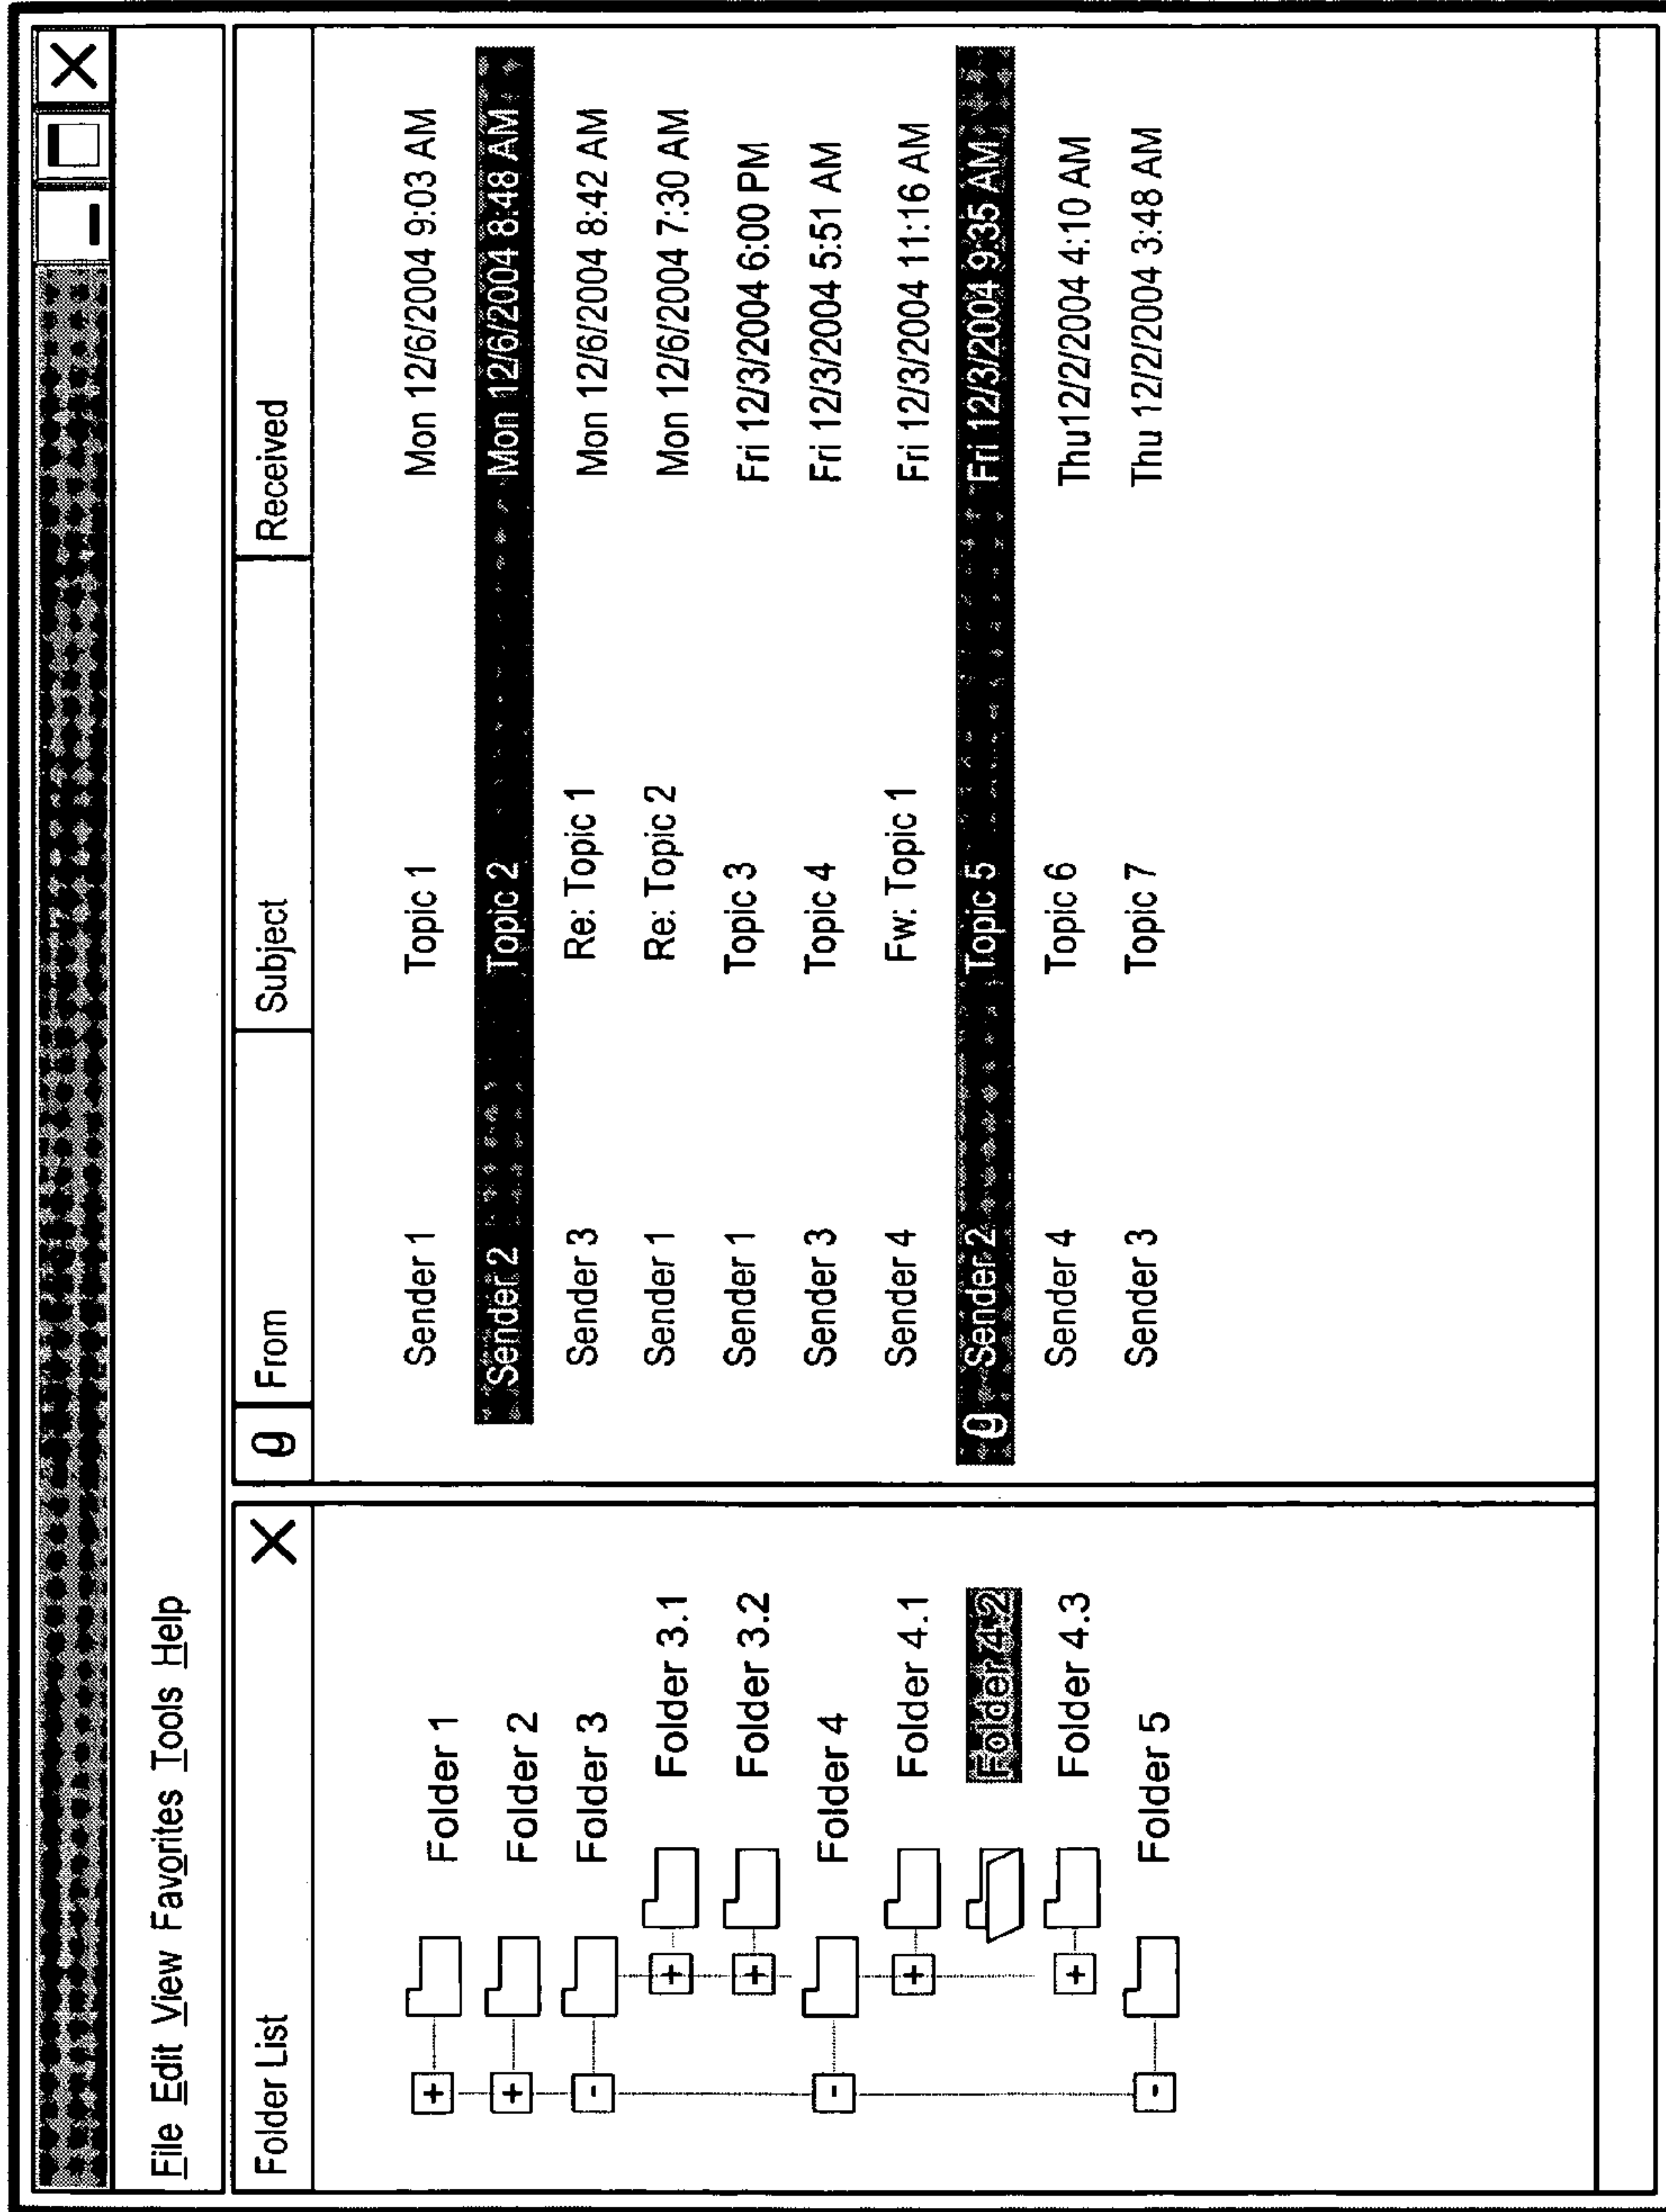 File Edit View Favorites Tools Help
Folder List
From Subject Received
Folder 1
Folder 2
Folder 3
Folder 3.1
Folder 3.2
Folder 4
Folder 4.1
Folder 4.2
Folder 4.3
Folder 5
Sender 1 Topic 1 Mon 12/6/2004 9:03 AM
Sender 2 Topic 2 Mon 12/6/2004 8:48 AM
Sender 3 Re: Topic 1 Mon 12/6/2004 8:42 AM
Sender 1 Re: Topic 2 Mon 12/6/2004 7:30 AM
Sender 1 Topic 3 Fri 12/3/2004 6:00 PM
Sender 3 Topic 4 Fri 12/3/2004 5:51 AM
Sender 4 Fw: Topic 1 Fri 12/3/2004 11:16 AM
Sender 2 Topic 5 Fri 12/3/2004 9:35 AM
Sender 4 Topic 6 Thu12/2/2004 4:10 AM
Sender 3 Topic 7 Thu 12/2/2004 3:48 AM